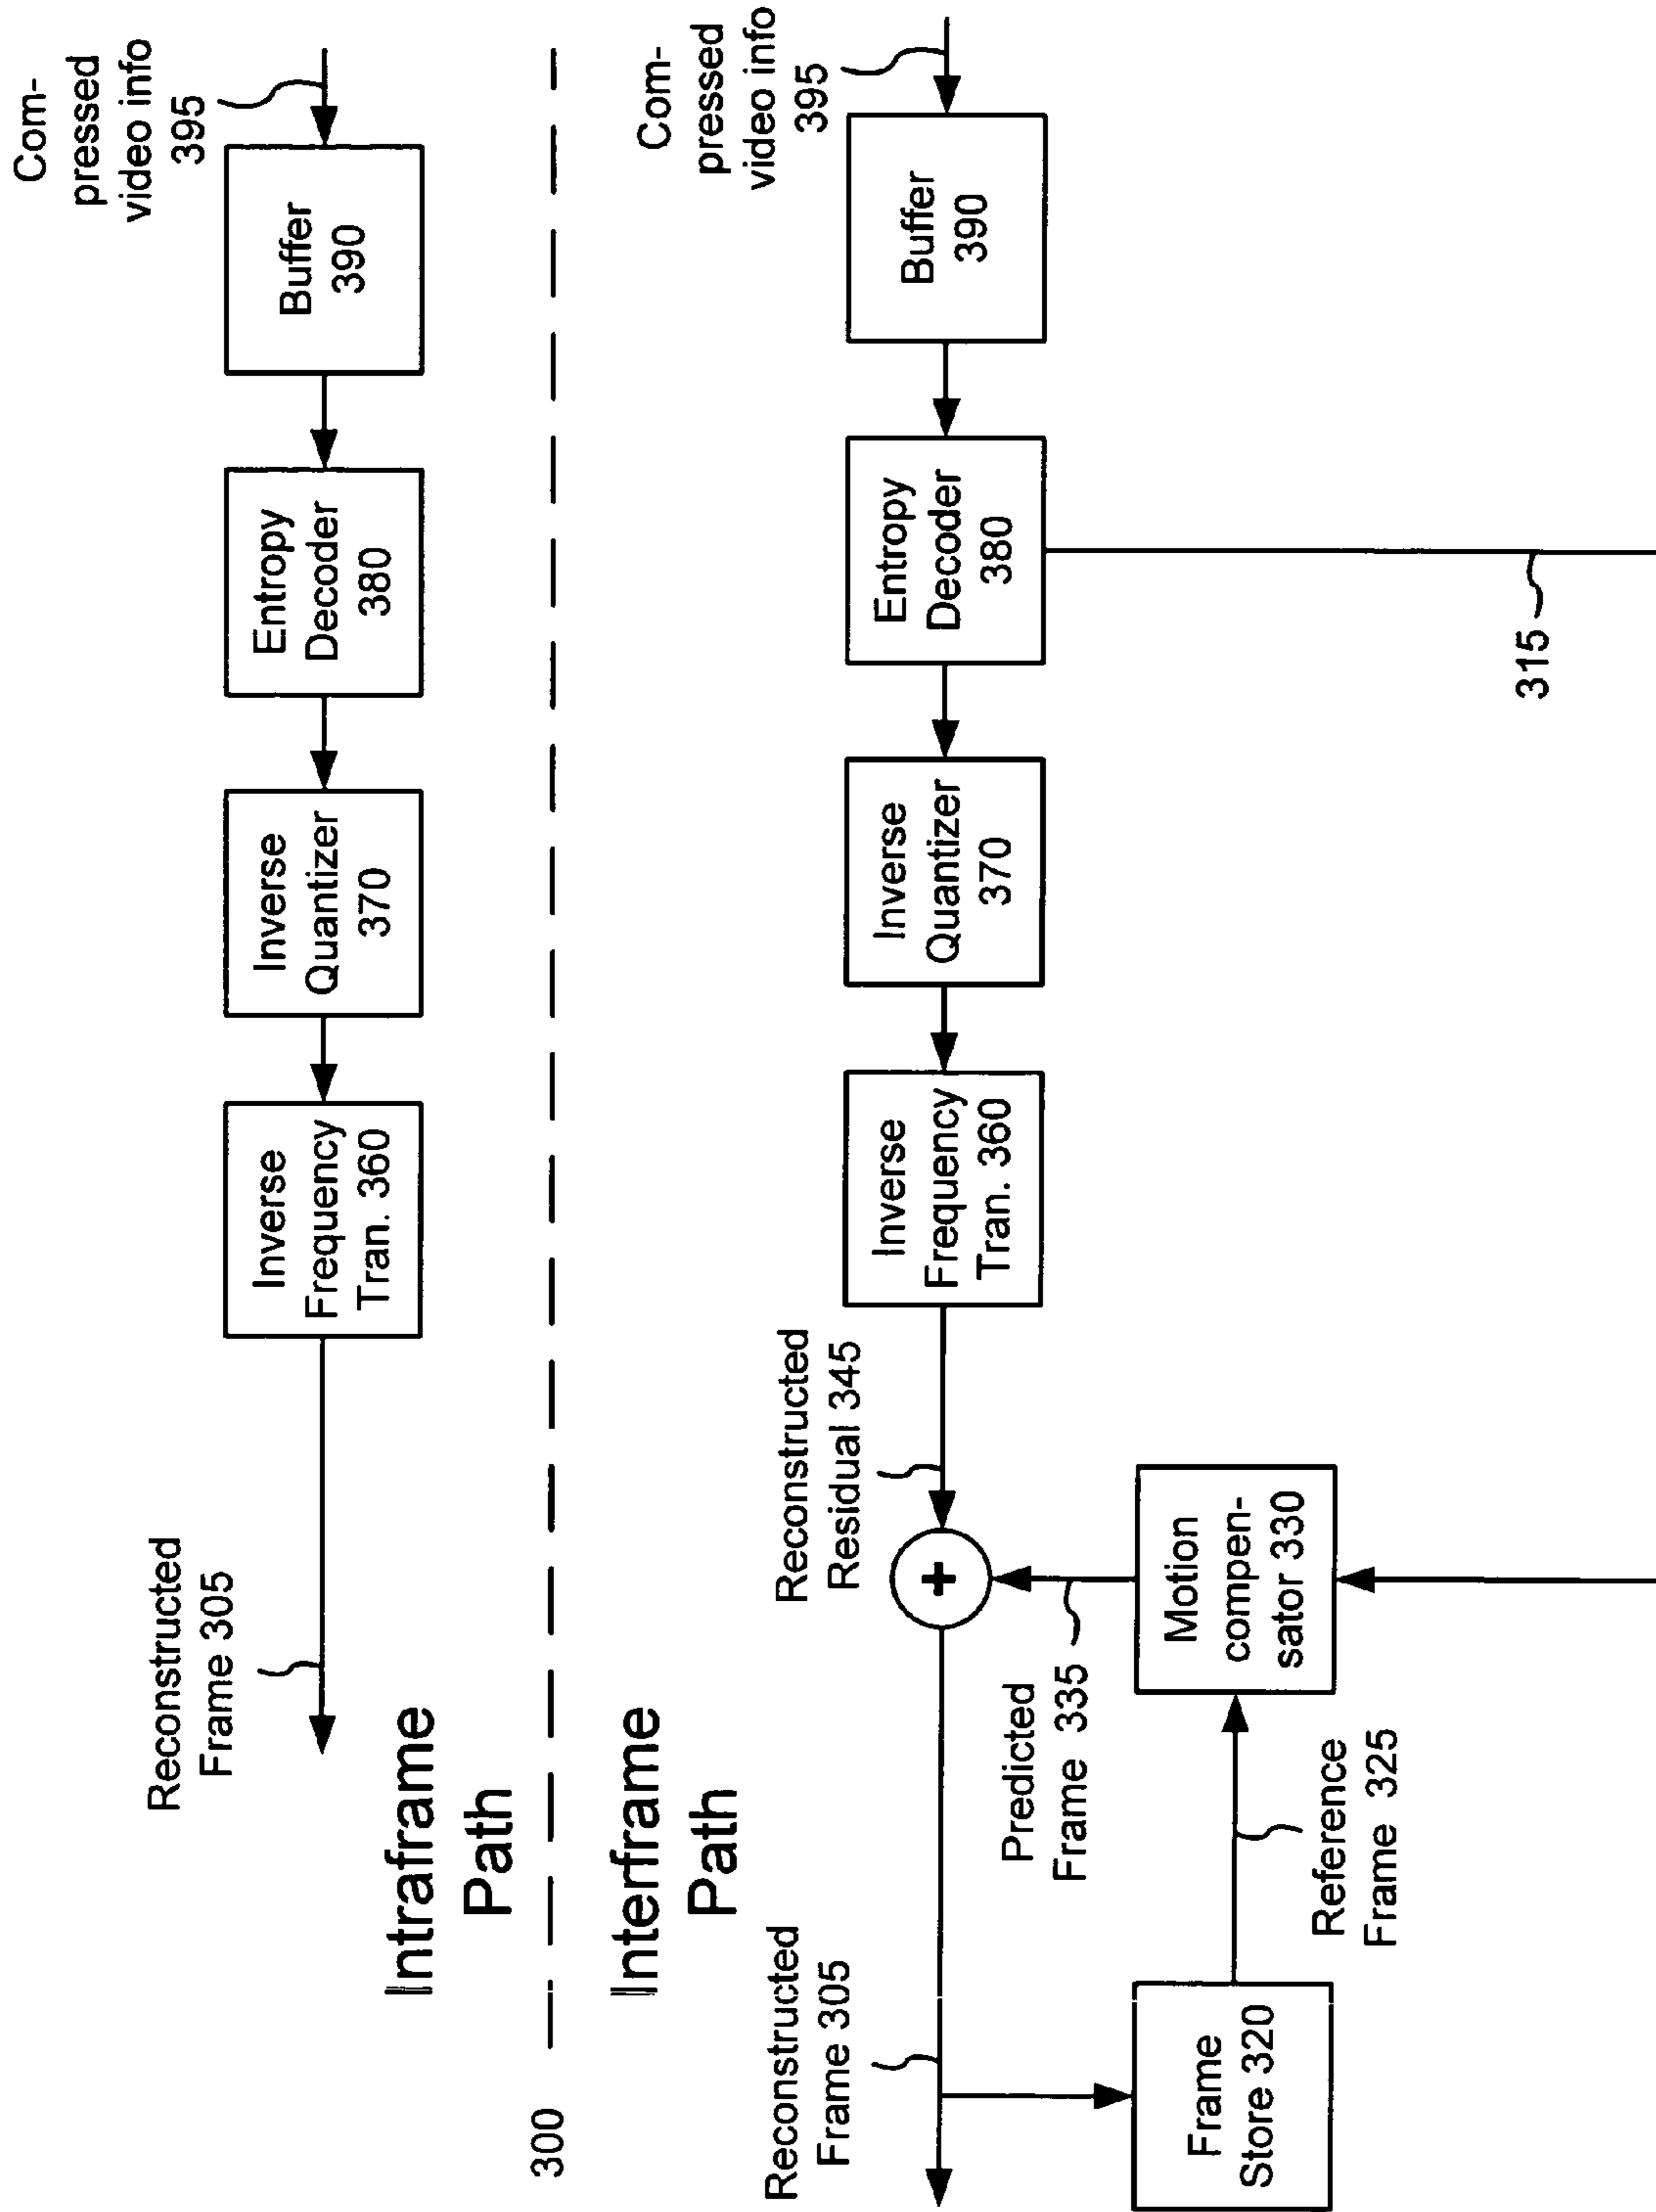 Com-
pressed
video info
395
Buffer
390
Entropy
Decoder
380
Inverse
Quantizer
370
Inverse
Frequency
Tran. 360
Reconstructed
Frame 305
Intraframe
Path
300
Interframe
Path
Com-
pressed
video info
395
Buffer
390
Entropy
Decoder
380
Inverse
Quantizer
370
Inverse
Frequency
Tran. 360
Reconstructed
Residual 345
+
Reconstructed
Frame 305
Predicted
Frame 335
Motion
compen-
sator 330
Reference
Frame 325
Frame
Store 320
315